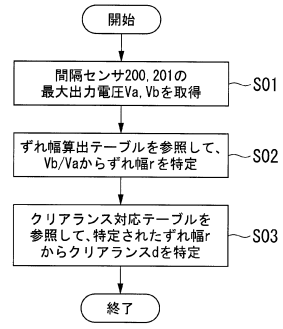 開始
間隔センサ200,201の
最大出力電圧Va,Vbを取得
S01
ずれ幅算出テーブルを参照して、
Vb/Vaからずれ幅rを特定
S02
クリアランス対応テーブルを
参照して、特定されたずれ幅r
からクリアランスdを特定
S03
終了